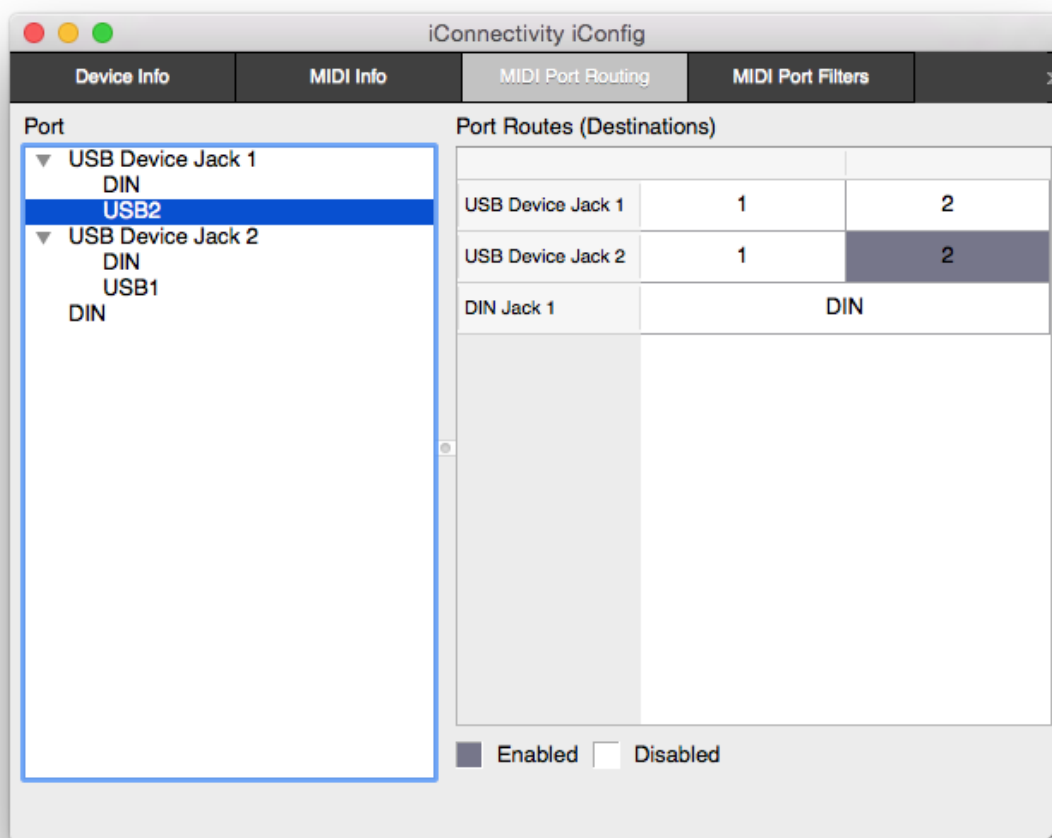 iConnectivity iConfig
Device Info MIDI Info MIDI Port Routing MIDI Port Filters
Port
USB Device Jack 1
DIN
USB2
USB Device Jack 2
DIN
USB1
DIN
Port Routes (Destinations)
USB Device Jack 1 1 2
USB Device Jack 2 1 2
DIN Jack 1 DIN
Enabled Disabled